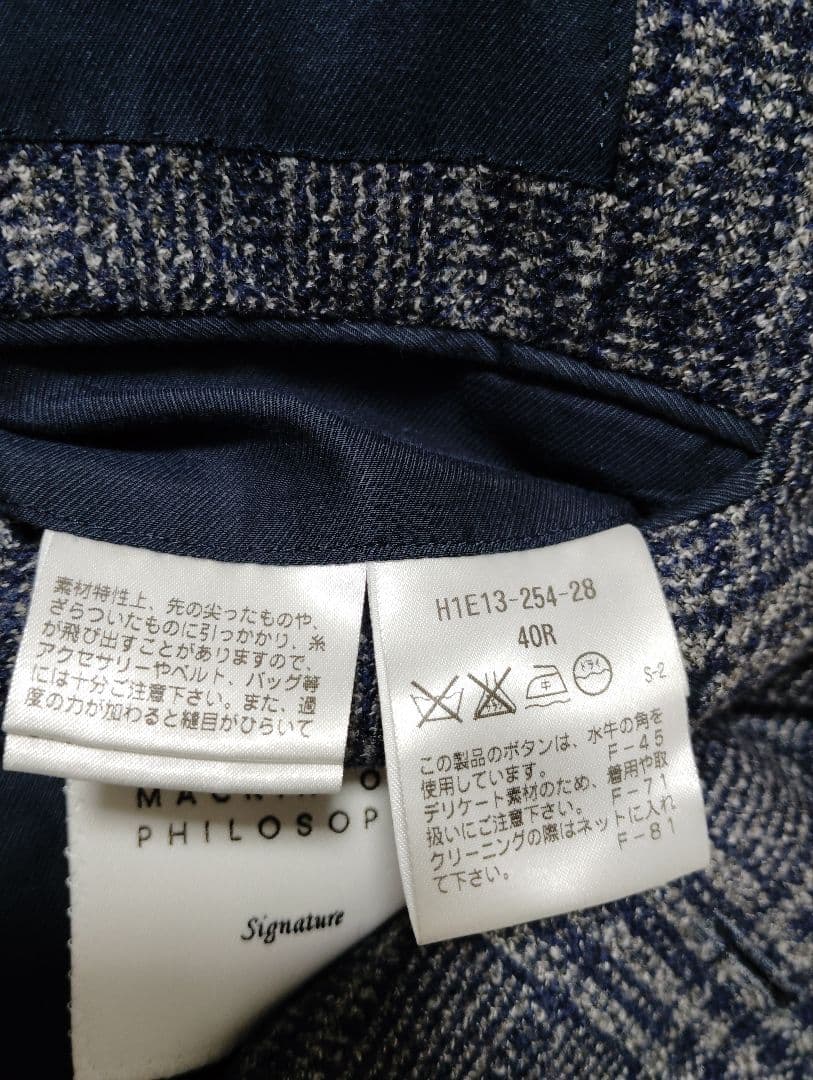 素材特性上、先の尖ったものや、
ざらついたものに引っかかり、糸
が飛び出すことがありますので、
アクセサリーやベルト、バッグ等
には十分ご注意下さい。また、過
度の力が加わると縫目がひらいて
H1E13-254-28
40R
中
ドライ
S-2
この製品のボタンは、水牛の角を
使用しています。 F-45
デリケート素材のため、着用や取
扱いにご注意下さい。 F-71
クリーニングの際はネットに入れ
て下さい。 F-81
PHILOSOP
Signature